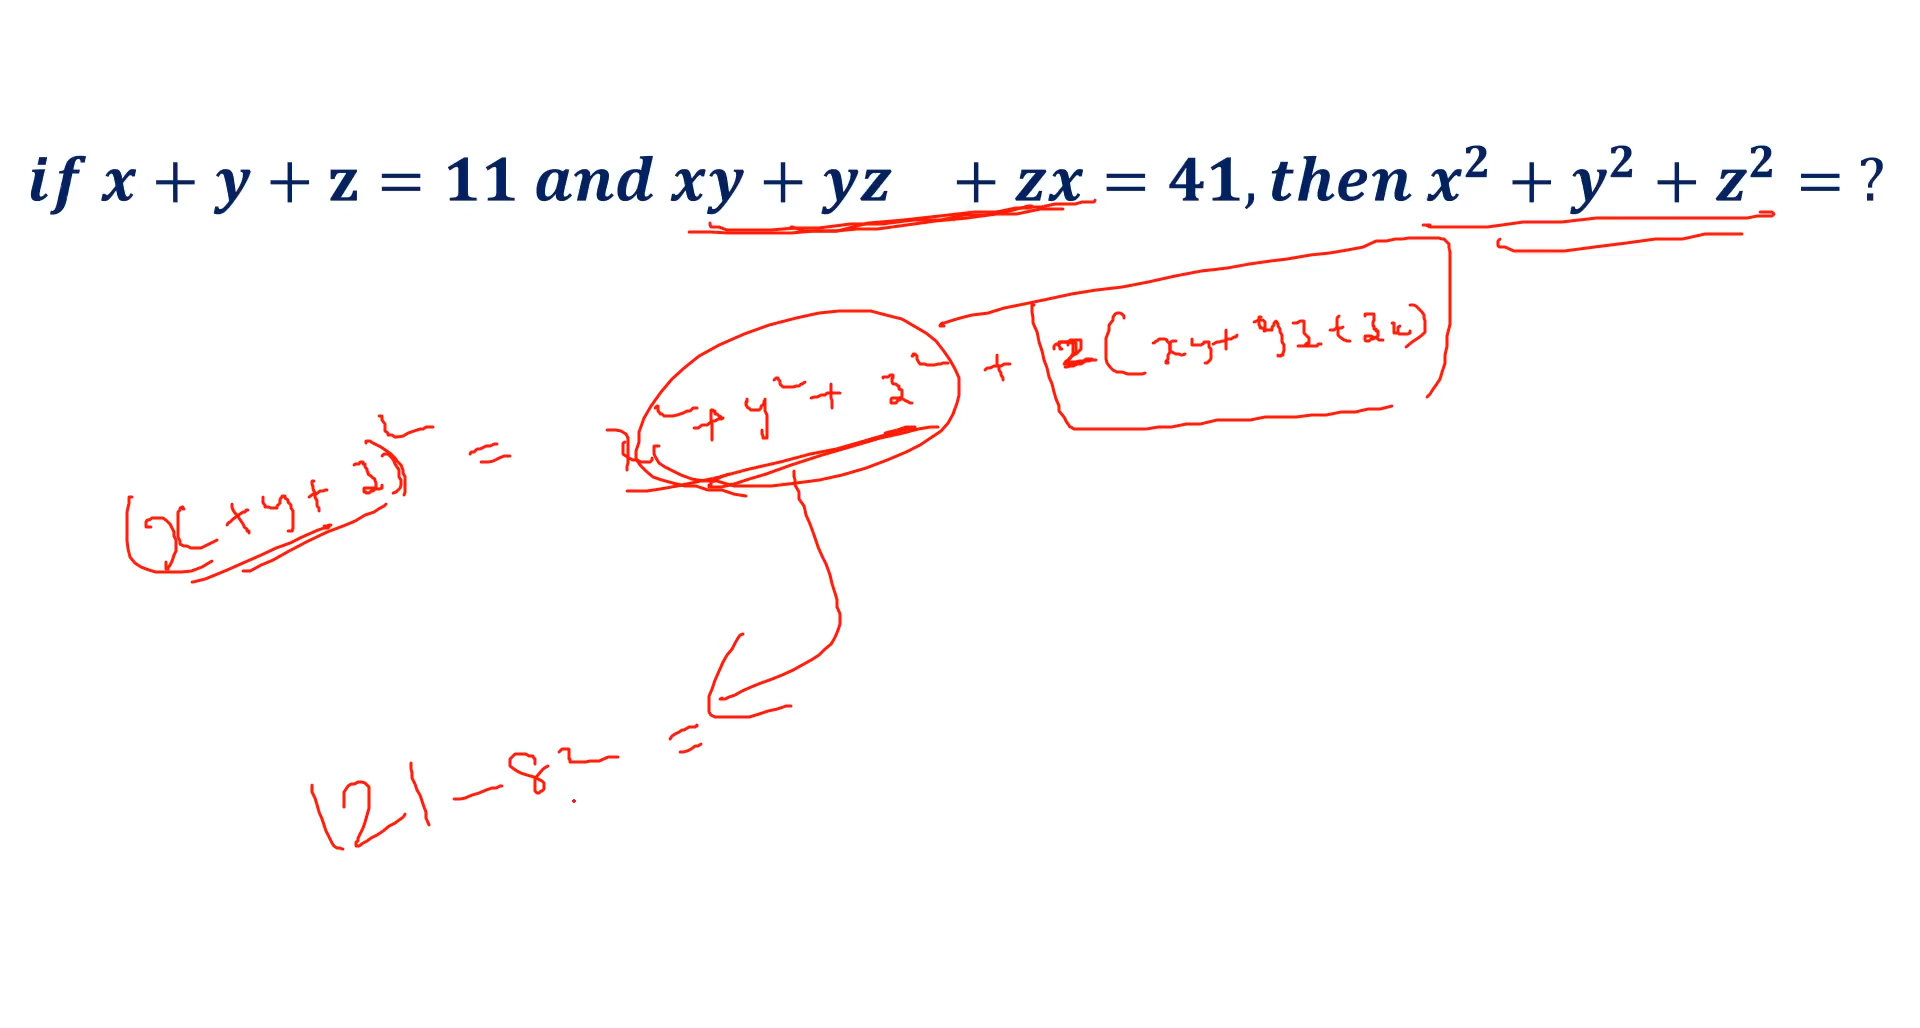 if x + y + z = 11 and xy + yz + zx = 41, then x² + y² + z² = ?
(x + y + z)² = x² + y² + z² + 2(xy + yz + zx)
121 - 82 =